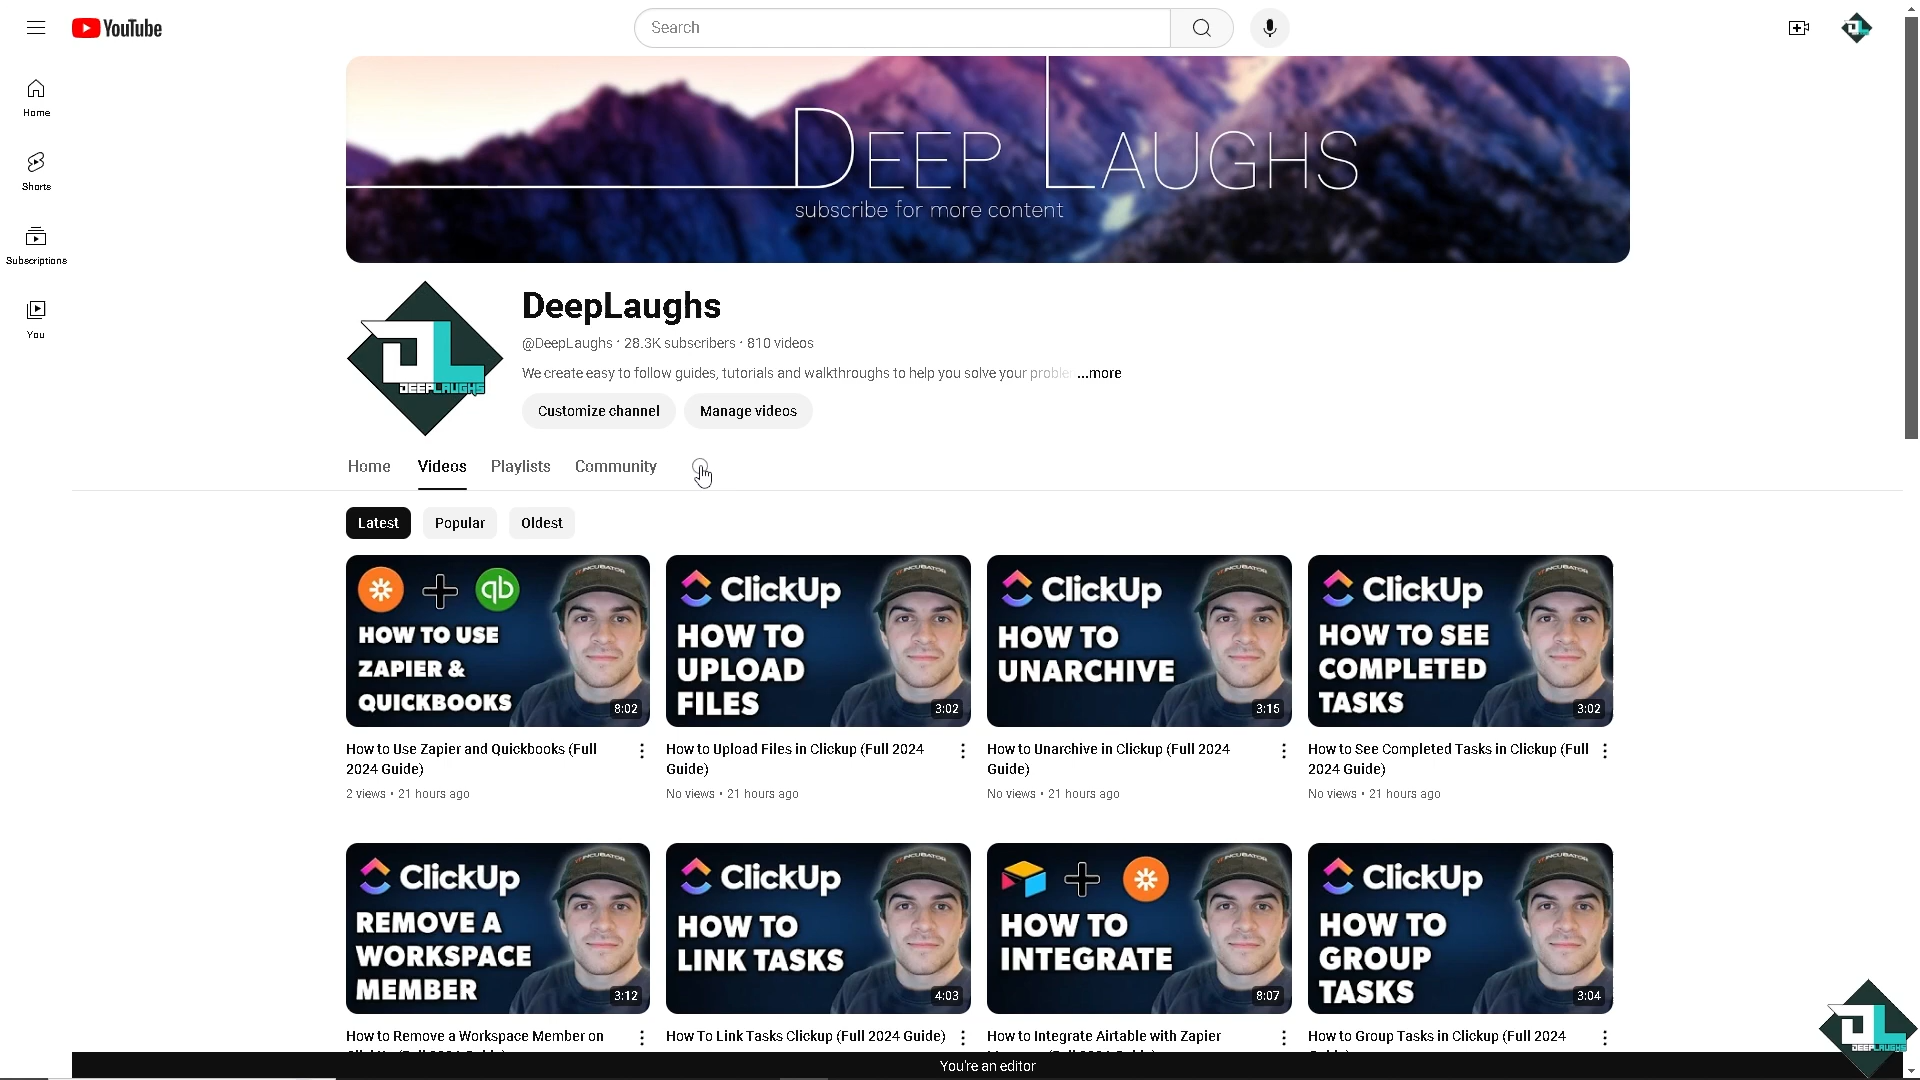 YouTube
Search
Home
Shorts
Subscriptions
You
DEEP LAUGHS
subscribe for more content
DEEPLAUGHS
DeepLaughs
@DeepLaughs • 28.3K subscribers • 810 videos
We create easy to follow guides, tutorials and walkthroughs to help you solve your proble ...more
Customize channel
Manage videos
Home
Videos
Playlists
Community
Latest
Popular
Oldest
qb
HOW TO USE
ZAPIER &
QUICKBOOKS
8:02
How to Use Zapier and Quickbooks (Full
2024 Guide)
2 views • 21 hours ago
ClickUp
HOW TO
UPLOAD
FILES
3:02
How to Upload Files in Clickup (Full 2024
Guide)
No views • 21 hours ago
ClickUp
HOW TO
UNARCHIVE
3:15
How to Unarchive in Clickup (Full 2024
Guide)
No views • 21 hours ago
ClickUp
HOW TO SEE
COMPLETED
TASKS
3:02
How to See Completed Tasks in Clickup (Full
2024 Guide)
No views • 21 hours ago
ClickUp
REMOVE A
WORKSPACE
MEMBER
3:12
How to Remove a Workspace Member on
ClickUp
HOW TO
LINK TASKS
4:03
How To Link Tasks Clickup (Full 2024 Guide)
HOW TO
INTEGRATE
8:07
How to Integrate Airtable with Zapier
ClickUp
HOW TO
GROUP
TASKS
3:04
How to Group Tasks in Clickup (Full 2024
DEEPLAUGHS
You're an editor